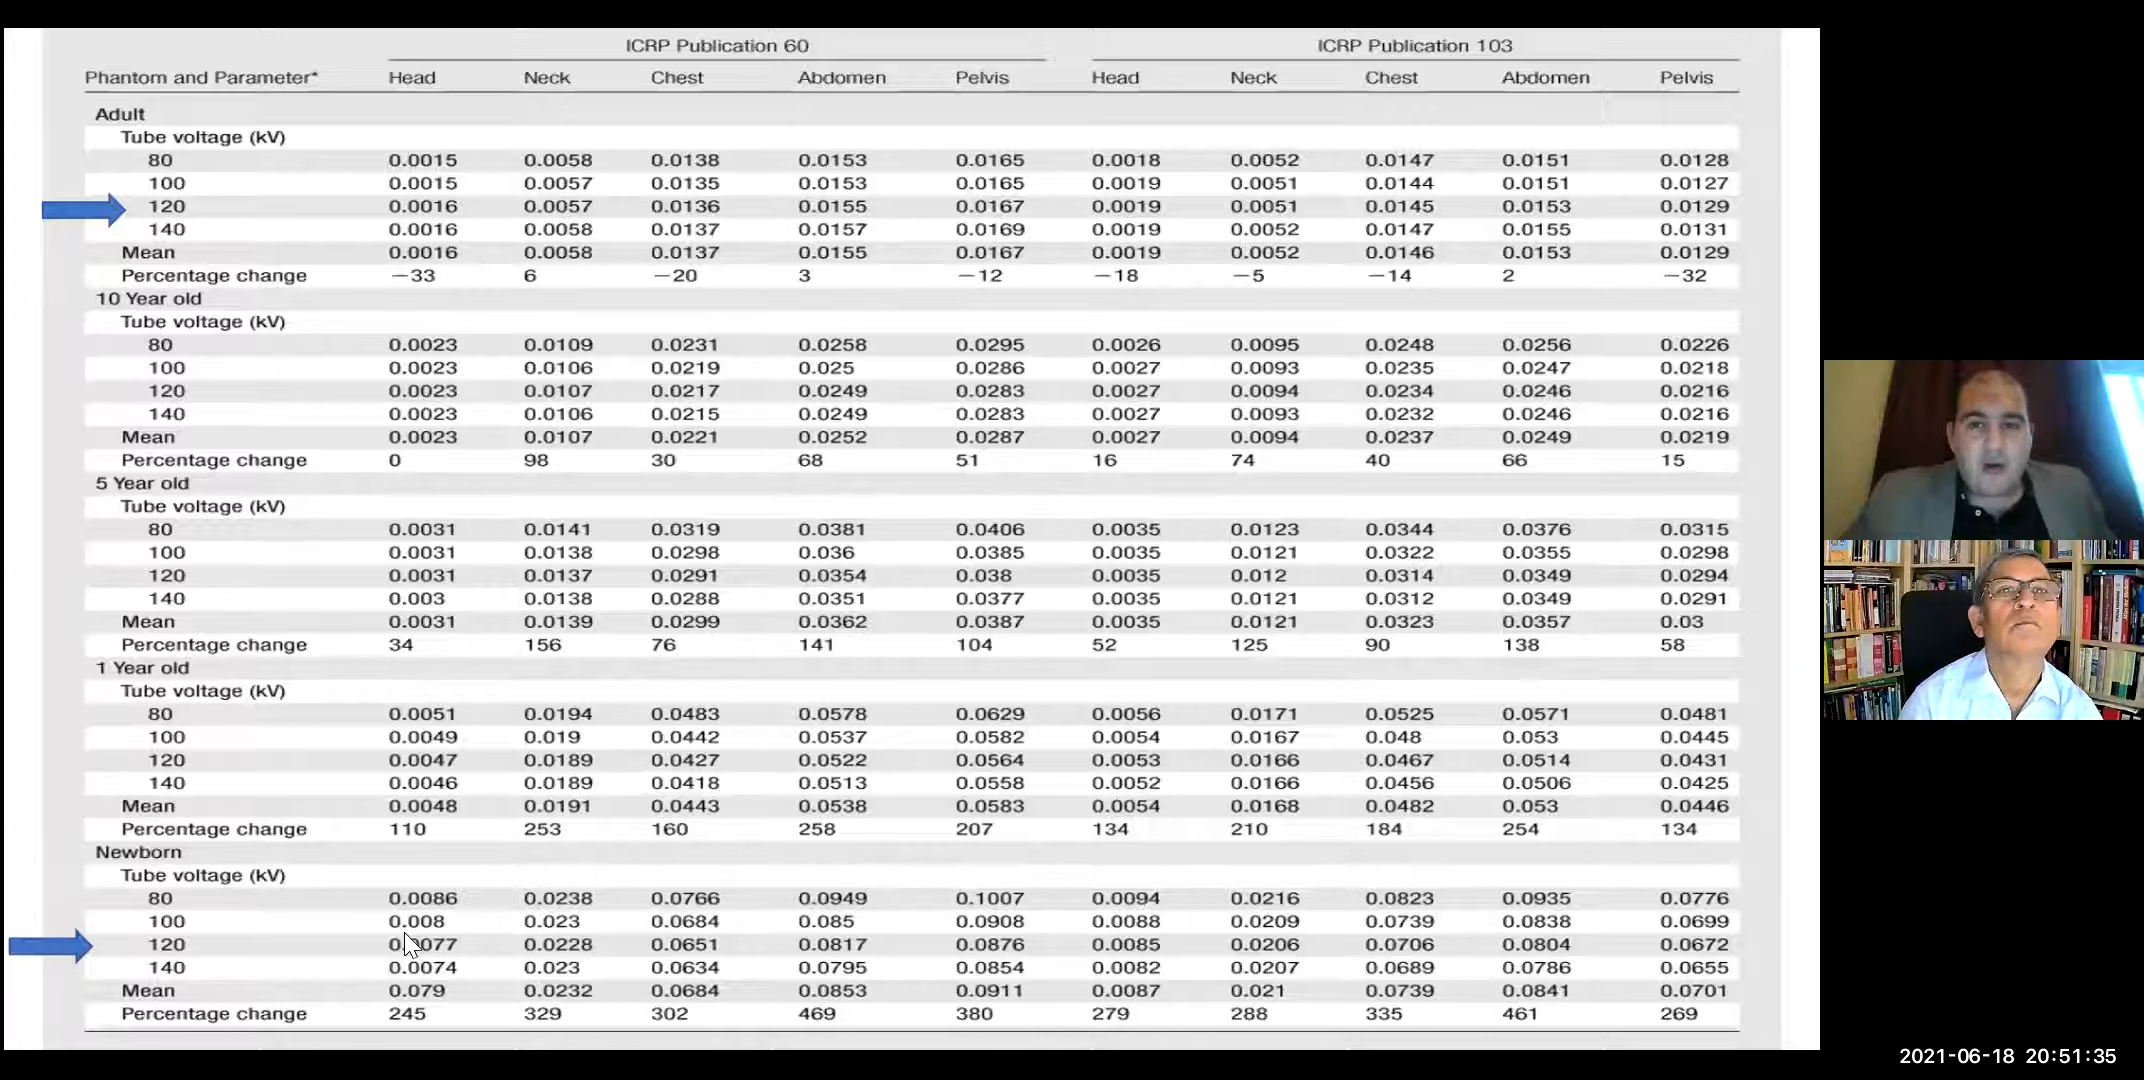 ICRP Publication 60 ICRP Publication 103
Phantom and Parameter* Head Neck Chest Abdomen Pelvis Head Neck Chest Abdomen Pelvis
Adult
Tube voltage (kV)
80 0.0015 0.0058 0.0138 0.0153 0.0165 0.0018 0.0052 0.0147 0.0151 0.0128
100 0.0015 0.0057 0.0135 0.0153 0.0165 0.0019 0.0051 0.0144 0.0151 0.0127
120 0.0016 0.0057 0.0136 0.0155 0.0167 0.0019 0.0051 0.0145 0.0153 0.0129
140 0.0016 0.0058 0.0137 0.0157 0.0169 0.0019 0.0052 0.0147 0.0155 0.0131
Mean 0.0016 0.0058 0.0137 0.0155 0.0167 0.0019 0.0052 0.0146 0.0153 0.0129
Percentage change −33 6 −20 3 −12 −18 −5 −14 2 −32
10 Year old
Tube voltage (kV)
80 0.0023 0.0109 0.0231 0.0258 0.0295 0.0026 0.0095 0.0248 0.0256 0.0226
100 0.0023 0.0106 0.0219 0.025 0.0286 0.0027 0.0093 0.0235 0.0247 0.0218
120 0.0023 0.0107 0.0217 0.0249 0.0283 0.0027 0.0094 0.0234 0.0246 0.0216
140 0.0023 0.0106 0.0215 0.0249 0.0283 0.0027 0.0093 0.0232 0.0246 0.0216
Mean 0.0023 0.0107 0.0221 0.0252 0.0287 0.0027 0.0094 0.0237 0.0249 0.0219
Percentage change 0 98 30 68 51 16 74 40 66 15
5 Year old
Tube voltage (kV)
80 0.0031 0.0141 0.0319 0.0381 0.0406 0.0035 0.0123 0.0344 0.0376 0.0315
100 0.0031 0.0138 0.0298 0.036 0.0385 0.0035 0.0121 0.0322 0.0355 0.0298
120 0.0031 0.0137 0.0291 0.0354 0.038 0.0035 0.012 0.0314 0.0349 0.0294
140 0.003 0.0138 0.0288 0.0351 0.0377 0.0035 0.0121 0.0312 0.0349 0.0291
Mean 0.0031 0.0139 0.0299 0.0362 0.0387 0.0035 0.0121 0.0323 0.0357 0.03
Percentage change 34 156 76 141 104 52 125 90 138 58
1 Year old
Tube voltage (kV)
80 0.0051 0.0194 0.0483 0.0578 0.0629 0.0056 0.0171 0.0525 0.0571 0.0481
100 0.0049 0.019 0.0442 0.0537 0.0582 0.0054 0.0167 0.048 0.053 0.0445
120 0.0047 0.0189 0.0427 0.0522 0.0564 0.0053 0.0166 0.0467 0.0514 0.0431
140 0.0046 0.0189 0.0418 0.0513 0.0558 0.0052 0.0166 0.0456 0.0506 0.0425
Mean 0.0048 0.0191 0.0443 0.0538 0.0583 0.0054 0.0168 0.0482 0.053 0.0446
Percentage change 110 253 160 258 207 134 210 184 254 134
Newborn
Tube voltage (kV)
80 0.0086 0.0238 0.0766 0.0949 0.1007 0.0094 0.0216 0.0823 0.0935 0.0776
100 0.008 0.023 0.0684 0.085 0.0908 0.0088 0.0209 0.0739 0.0838 0.0699
120 0.0228 0.0651 0.0817 0.0876 0.0085 0.0206 0.0706 0.0804 0.0672
140 0.0074 0.023 0.0634 0.0795 0.0854 0.0082 0.0207 0.0689 0.0786 0.0655
Mean 0.079 0.0232 0.0684 0.0853 0.0911 0.0087 0.021 0.0739 0.0841 0.0701
Percentage change 245 329 302 469 380 279 288 335 461 269
2021-06-18 20:51:35